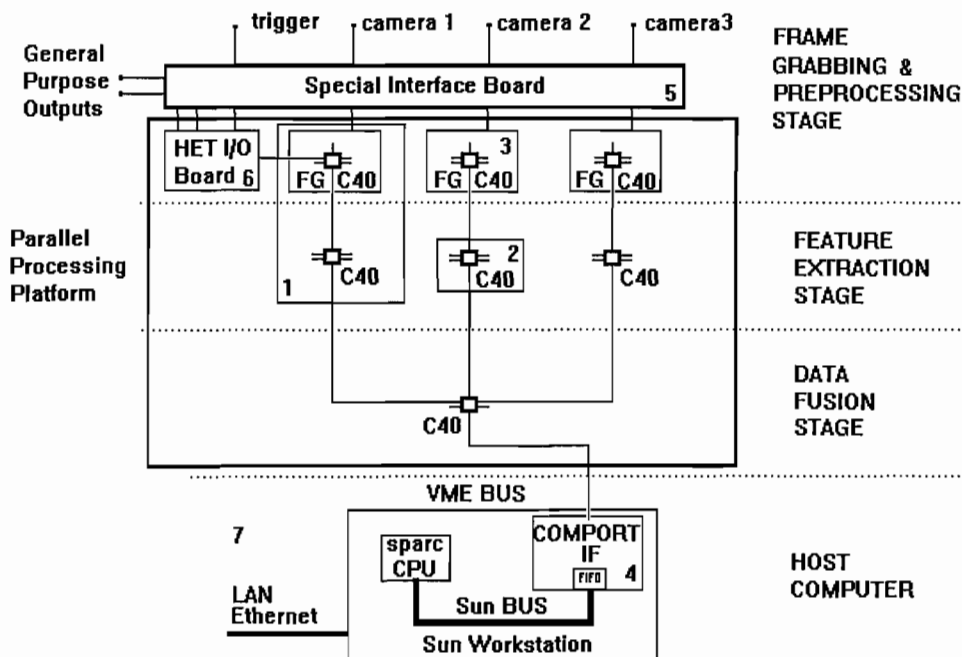 trigger
camera 1
camera 2
camera3
General
Purpose
Outputs
Special Interface Board
5
FRAME
GRABBING &
PREPROCESSING
STAGE
HET I/O
Board 6
FG C40
3
FG C40
FG C40
Parallel
Processing
Platform
1
C40
2
C40
C40
FEATURE
EXTRACTION
STAGE
C40
DATA
FUSION
STAGE
VME BUS
7
sparc
CPU
COMPORT
IF
FIFO
4
Sun BUS
Sun Workstation
LAN
Ethernet
HOST
COMPUTER